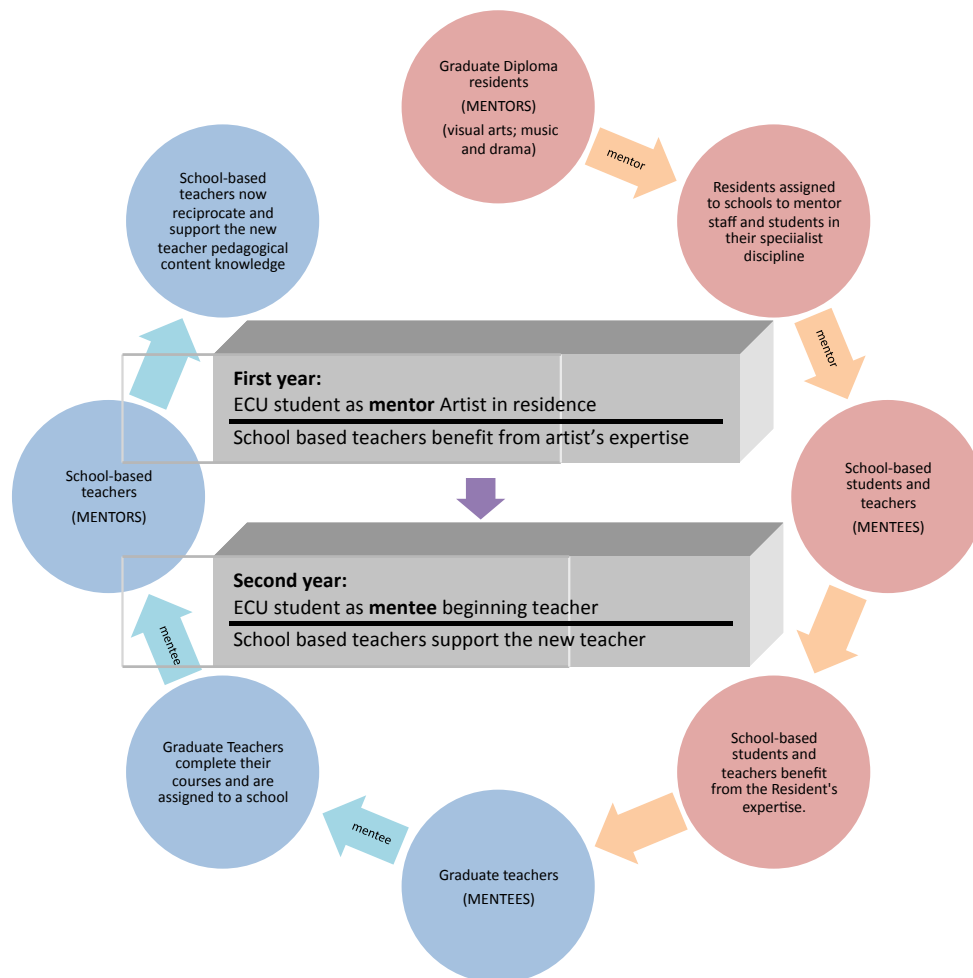 Graduate Diploma
residents
(MENTORS)
(visual arts; music
and drama)
mentor
Residents assigned
to schools to mentor
staff and students in
their speciialist
discipline
mentor
School-based
students and
teachers
(MENTEES)
School-based
students and
teachers benefit
from the Resident's
expertise.
Graduate teachers
(MENTEES)
mentee
Graduate Teachers
complete their
courses and are
assigned to a school
mentee
School-based
teachers
(MENTORS)
School-based
teachers now
reciprocate and
support the new
teacher pedagogical
content knowledge
First year:
ECU student as mentor Artist in residence
School based teachers benefit from artist’s expertise
Second year:
ECU student as mentee beginning teacher
School based teachers support the new teacher